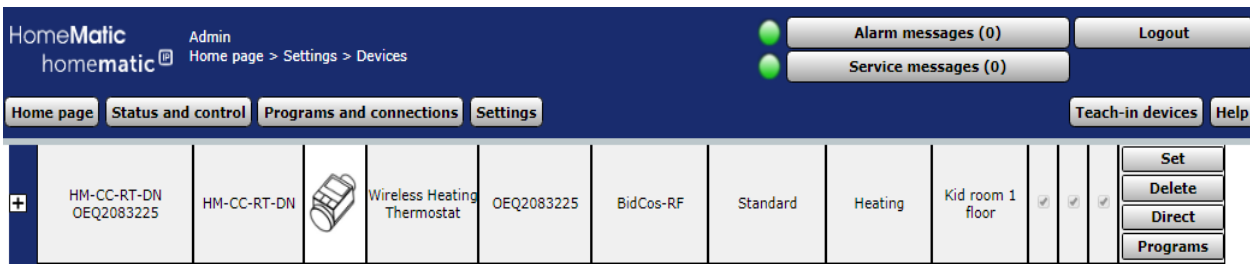 HomeMatic
homematic IP
Admin
Home page > Settings > Devices
Alarm messages (0)
Logout
Service messages (0)
Home page
Status and control
Programs and connections
Settings
Teach-in devices
Help
HM-CC-RT-DN
OEQ2083225
HM-CC-RT-DN
Wireless Heating
Thermostat
OEQ2083225
BidCos-RF
Standard
Heating
Kid room 1
floor
Set
Delete
Direct
Programs